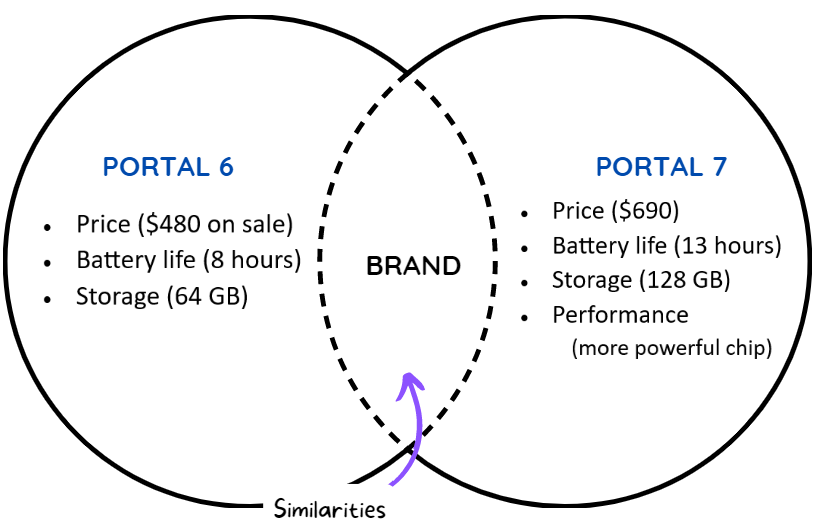 PORTAL 6
• Price ($480 on sale)
• Battery life (8 hours)
• Storage (64 GB)
BRAND
PORTAL 7
• Price ($690)
• Battery life (13 hours)
• Storage (128 GB)
• Performance
(more powerful chip)
Similarities